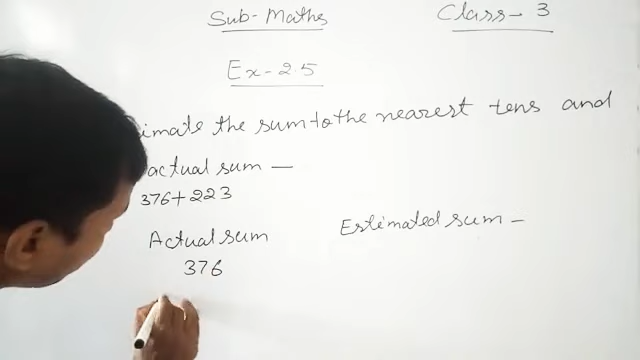 Sub- Maths Class- 3
Ex- 2.5
the sum to the nearest tens and
actual sum —
376+223
Actual sum Estimated sum -
376